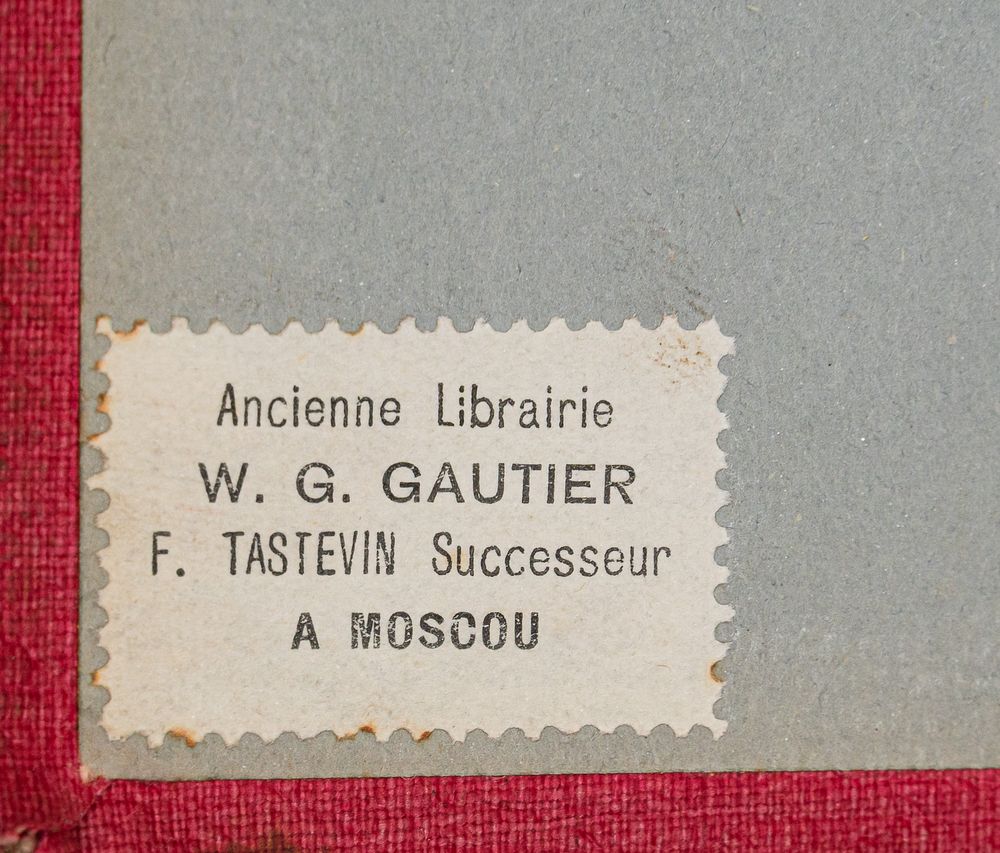 Ancienne Librairie
W. G. GAUTIER
F. TASTEVIN Successeur
A MOSCOU